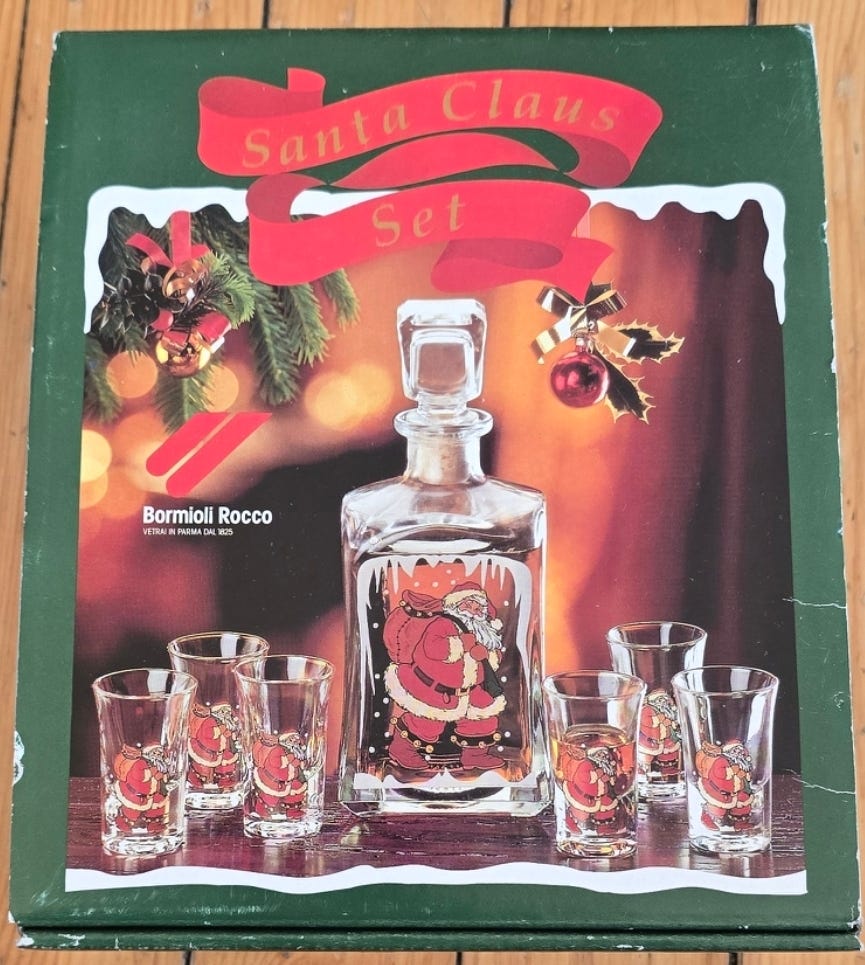 Santa Claus
Set
Bormioli Rocco
VETRAI IN PARMA DAL 1825